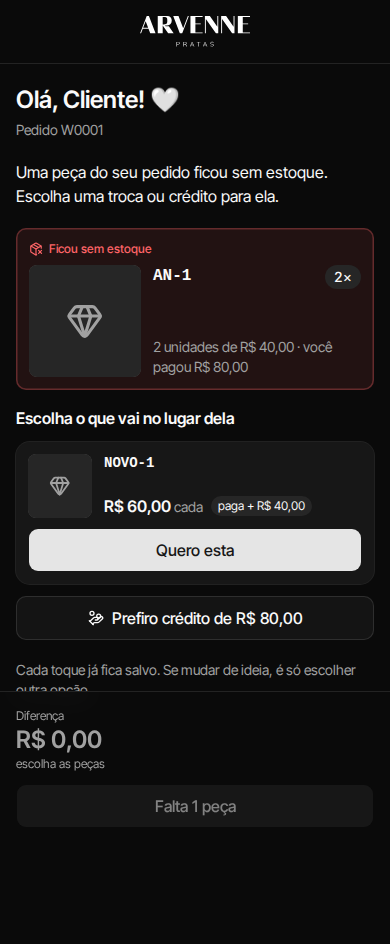 ARVENNE
PRATAS
Olá, Cliente! 🤍
Pedido W0001
Uma peça do seu pedido ficou sem estoque.
Escolha uma troca ou crédito para ela.
Ficou sem estoque
AN-1
2×
2 unidades de R$ 40,00 · você
pagou R$ 80,00
Escolha o que vai no lugar dela
NOVO-1
R$ 60,00 cada paga + R$ 40,00
Quero esta
Prefiro crédito de R$ 80,00
Cada toque já fica salvo. Se mudar de ideia, é só escolher
outra opção
Diferença
R$ 0,00
escolha as peças
Falta 1 peça